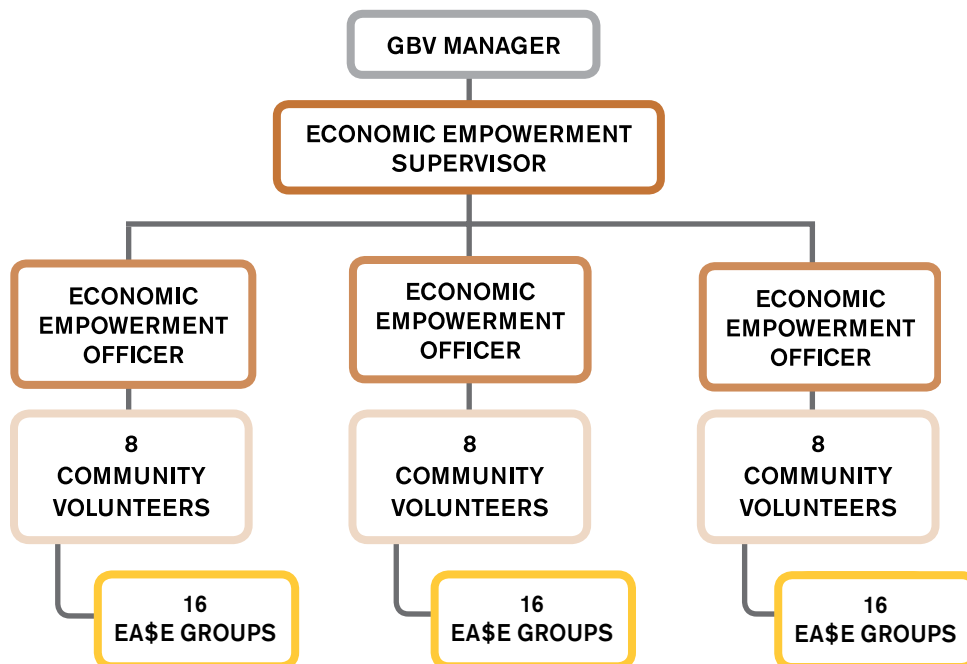 GBV MANAGER
ECONOMIC EMPOWERMENT
SUPERVISOR
ECONOMIC
EMPOWERMENT
OFFICER
ECONOMIC
EMPOWERMENT
OFFICER
ECONOMIC
EMPOWERMENT
OFFICER
8
COMMUNITY
VOLUNTEERS
8
COMMUNITY
VOLUNTEERS
8
COMMUNITY
VOLUNTEERS
16
EA$E GROUPS
16
EA$E GROUPS
16
EA$E GROUPS